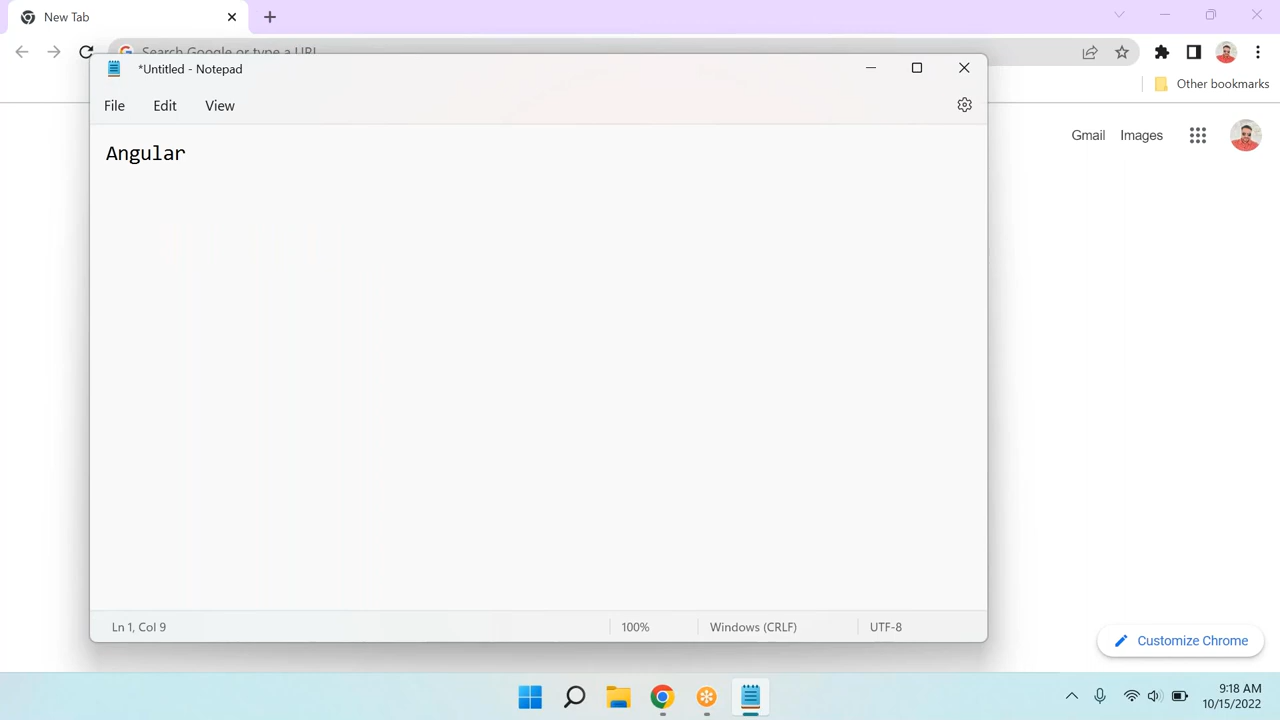 New Tab
Search Google or type a URL
Other bookmarks
*Untitled - Notepad
File Edit View
Gmail Images
Angular
Ln 1, Col 9 100% Windows (CRLF) UTF-8
Customize Chrome
9:18 AM
10/15/2022